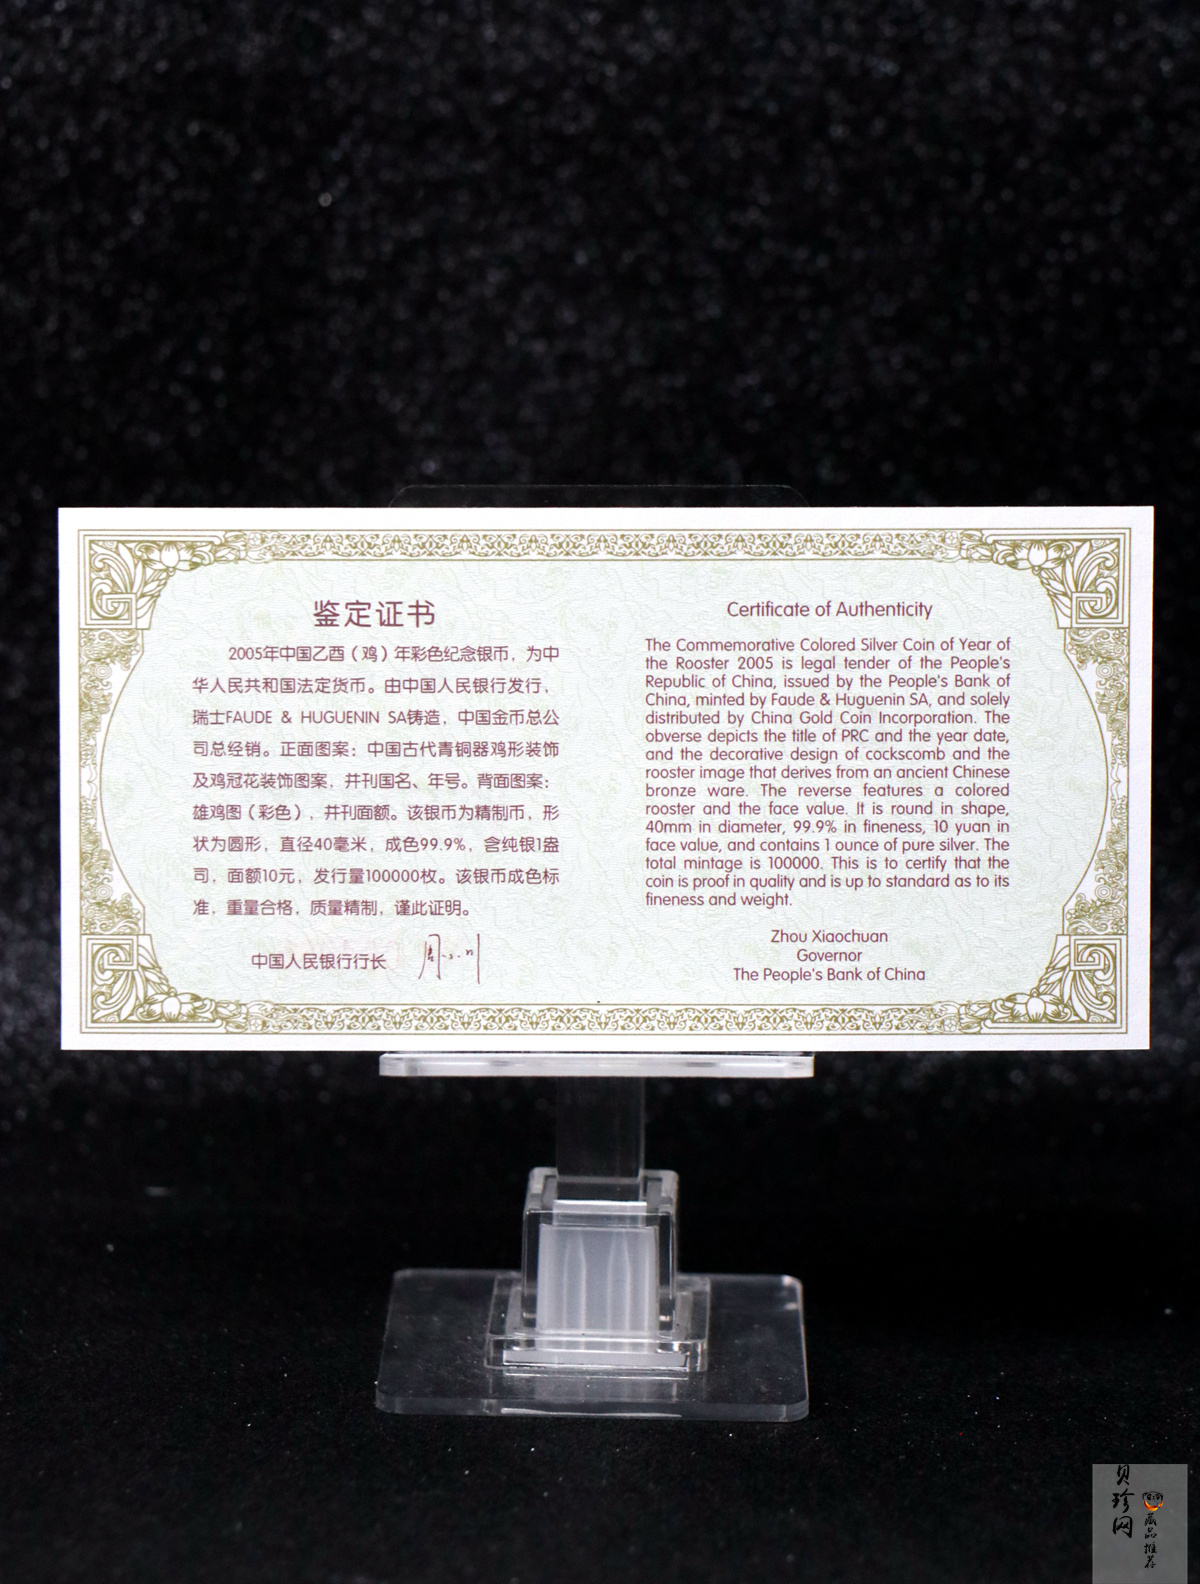 鉴定证书
2005年中国乙酉（鸡）年彩色纪念银币，为中
华人民共和国法定货币。由中国人民银行发行，
瑞士FAUDE & HUGUENIN SA铸造，中国金币总公
司总经销。正面图案：中国古代青铜器鸡形装饰
及鸡冠花装饰图案，并刊国名、年号。背面图案：
雄鸡图（彩色），并刊面额。该银币为精制币，形
状为圆形，直径40毫米，成色99.9%，含纯银1盎
司，面额10元，发行量100000枚。该银币成色标
准，重量合格，质量精制，谨此证明。
中国人民银行行长
Certificate of Authenticity
The Commemorative Colored Silver Coin of Year of
the Rooster 2005 is legal tender of the People's
Republic of China, issued by the People's Bank of
China, minted by Faude & Huguenin SA, and solely
distributed by China Gold Coin Incorporation. The
obverse depicts the title of PRC and the year date,
and the decorative design of cockscomb and the
rooster image that derives from an ancient Chinese
bronze ware. The reverse features a colored
rooster and the face value. It is round in shape,
40mm in diameter, 99.9% in fineness, 10 yuan in
face value, and contains 1 ounce of pure silver. The
total mintage is 100000. This is to certify that the
coin is proof in quality and is up to standard as to its
fineness and weight.
Zhou Xiaochuan
Governor
The People's Bank of China
贝珍网
藏品推荐